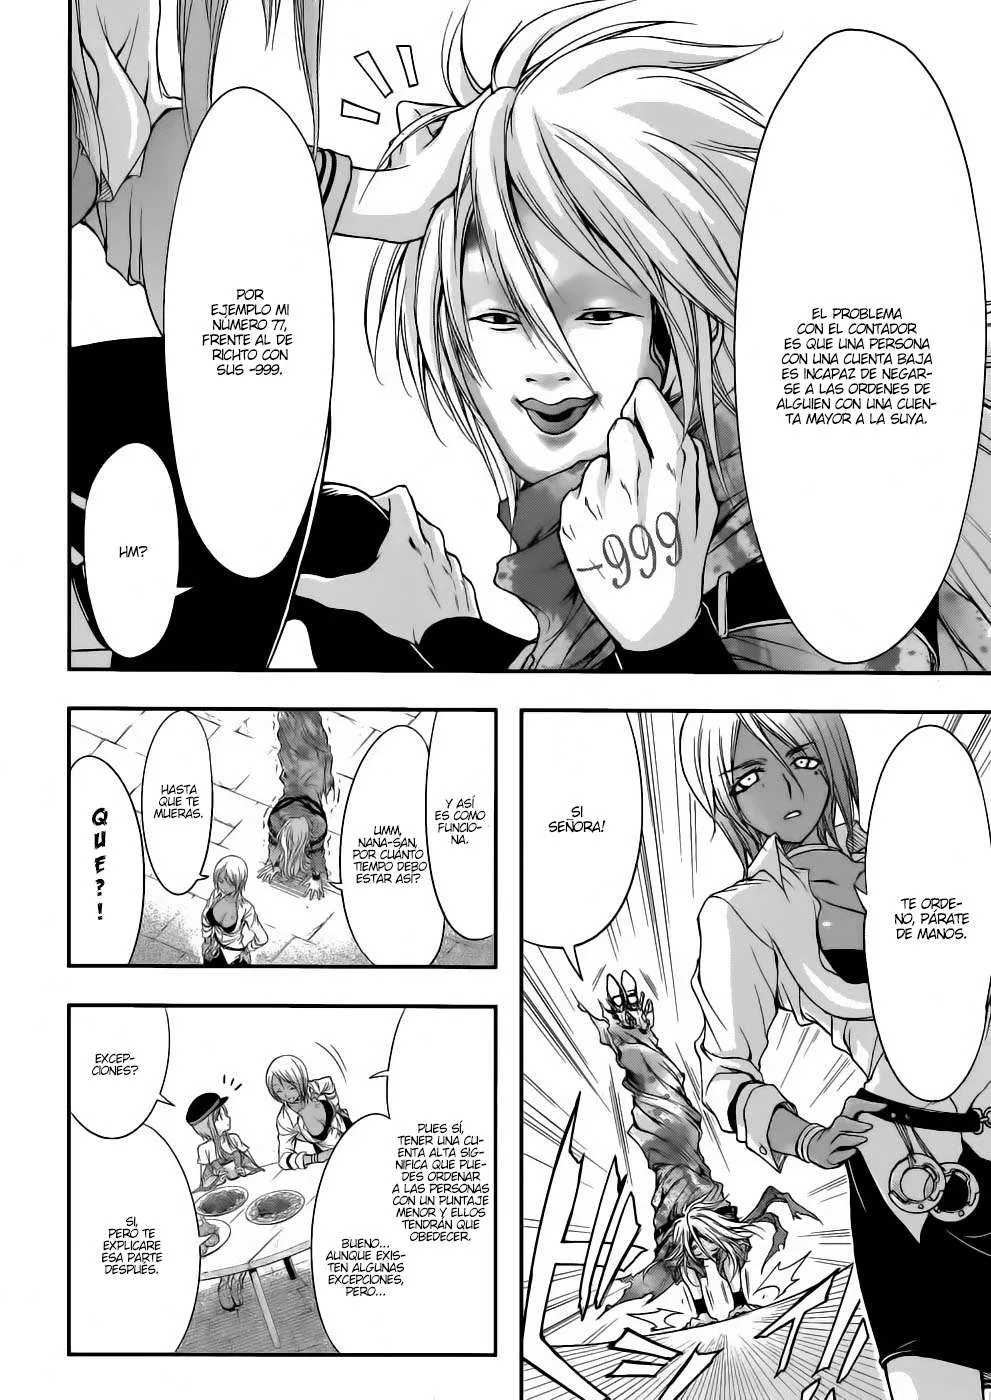 EL PROBLEMA
CON EL CONTADOR
ES QUE UNA PERSONA
CON UNA CUENTA BAJA
ES INCAPAZ DE NEGAR-
SE A LAS ORDENES DE
ALGUIEN CON UNA CUEN-
TA MAYOR A LA SUYA.
POR
EJEMPLO MI
NÚMERO 77,
FRENTE AL DE
RICHTO CON
SUS -999.
-999
HM?
TE ORDE-
NO, PÁRATE
DE MANOS.
SI
SEÑORA!
Y ASÍ
ES COMO
FUNCIO-
NA.
UMM,
NANA-SAN,
POR CUÁNTO
TIEMPO DEBO
ESTAR ASÍ?
HASTA
QUE TE
MUERAS.
QUE?!
PUES SÍ,
TENER UNA CU-
ENTA ALTA SIG-
NIFICA QUE PUE-
DES ORDENAR
A LAS PERSONAS
CON UN PUNTAJE
MENOR Y ELLOS
TENDRÁN QUE
OBEDECER.
BUENO...
AUNQUE EXIS-
TEN ALGUNAS
EXCEPCIONES,
PERO...
EXCEP-
CIONES?
SI,
PERO TE
EXPLICARE
ESA PARTE
DESPUÉS.